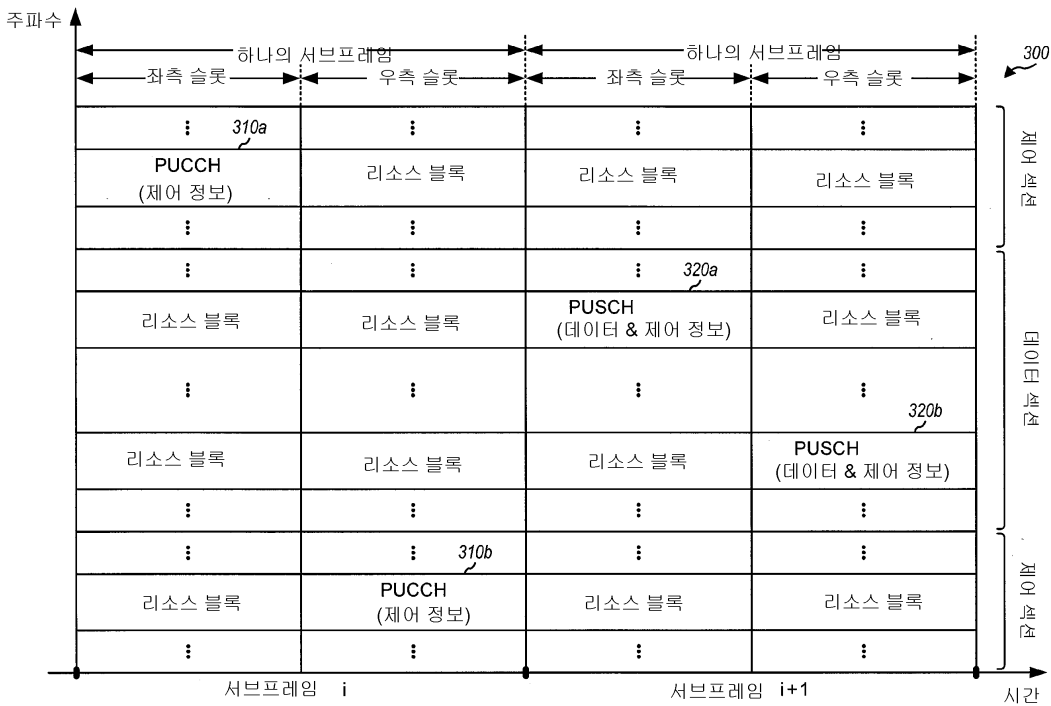 주파수
하나의 서브프레임
하나의 서브프레임
좌측 슬롯
우측 슬롯
좌측 슬롯
우측 슬롯
300
310a
PUCCH
(제어 정보)
리소스 블록
리소스 블록
리소스 블록
제어 섹션
320a
리소스 블록
리소스 블록
PUSCH
(데이터 & 제어 정보)
리소스 블록
데이터 섹션
320b
리소스 블록
리소스 블록
리소스 블록
PUSCH
(데이터 & 제어 정보)
310b
리소스 블록
PUCCH
(제어 정보)
리소스 블록
리소스 블록
제어 섹션
서브프레임 i
서브프레임 i+1
시간